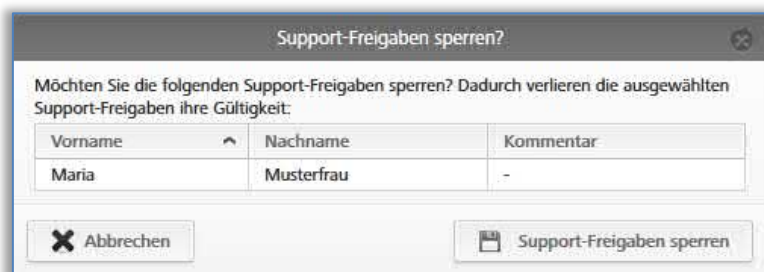 Support-Freigaben sperren?
Möchten Sie die folgenden Support-Freigaben sperren? Dadurch verlieren die ausgewählten
Support-Freigaben ihre Gültigkeit:
Vorname Nachname Kommentar
Maria Musterfrau -
Abbrechen Support-Freigaben sperren